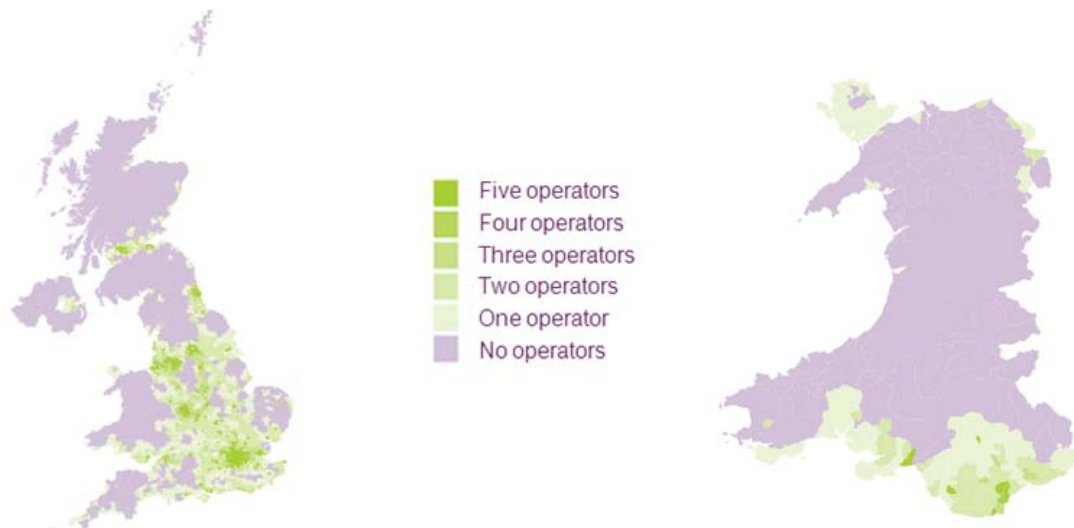 Five operators
Four operators
Three operators
Two operators
One operator
No operators